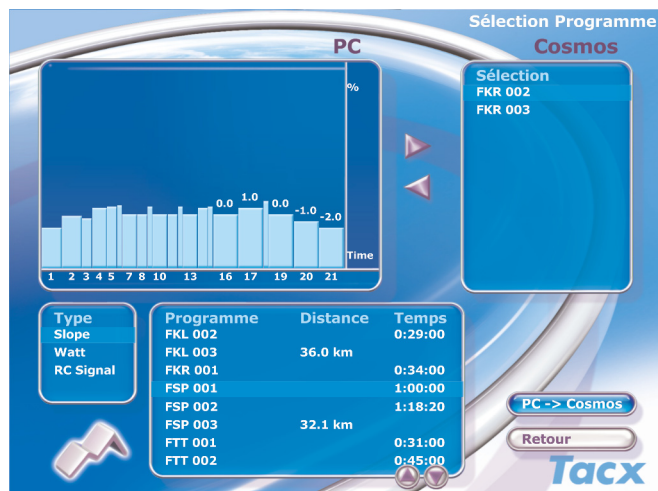 Sélection Programme
PC
Cosmos
%
0.0 1.0 0.0 -1.0 -2.0
Time
1 2 3 4 5 7 8 10 13 16 17 19 20 21
Sélection
FKR 002
FKR 003
Type
Slope
Watt
RC Signal
Programme Distance Temps
FKL 002 0:29:00
FKL 003 36.0 km
FKR 001 0:34:00
FSP 001 1:00:00
FSP 002 1:18:20
FSP 003 32.1 km
FTT 001 0:31:00
FTT 002 0:45:00
PC -> Cosmos
Retour
Tacx